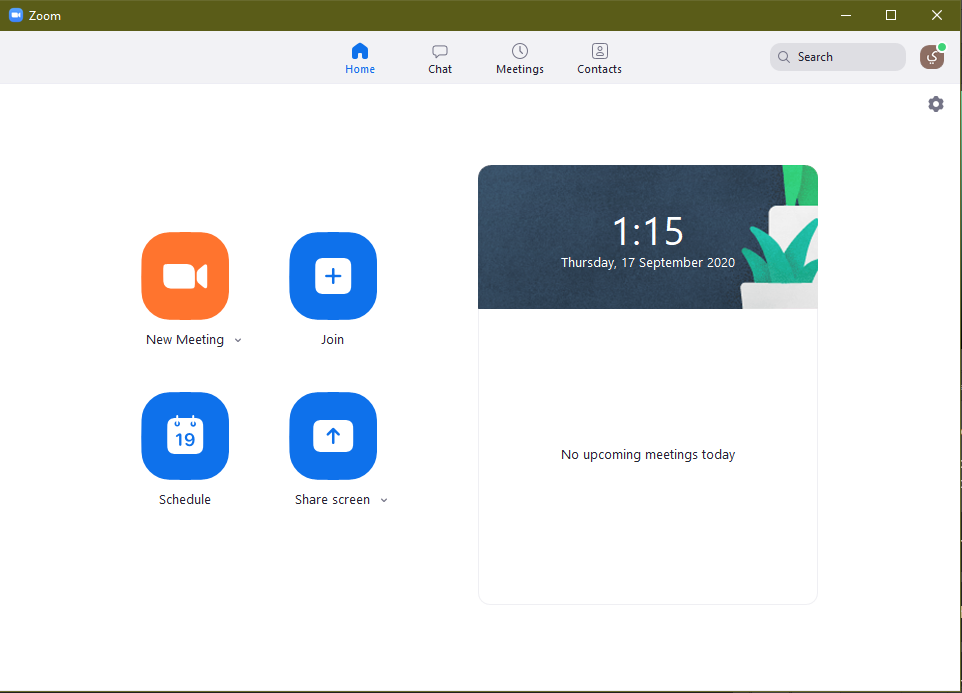 Zoom
Home
Chat
Meetings
Contacts
Search
ي
1:15
Thursday, 17 September 2020
New Meeting
Join
19
Schedule
Share screen
No upcoming meetings today